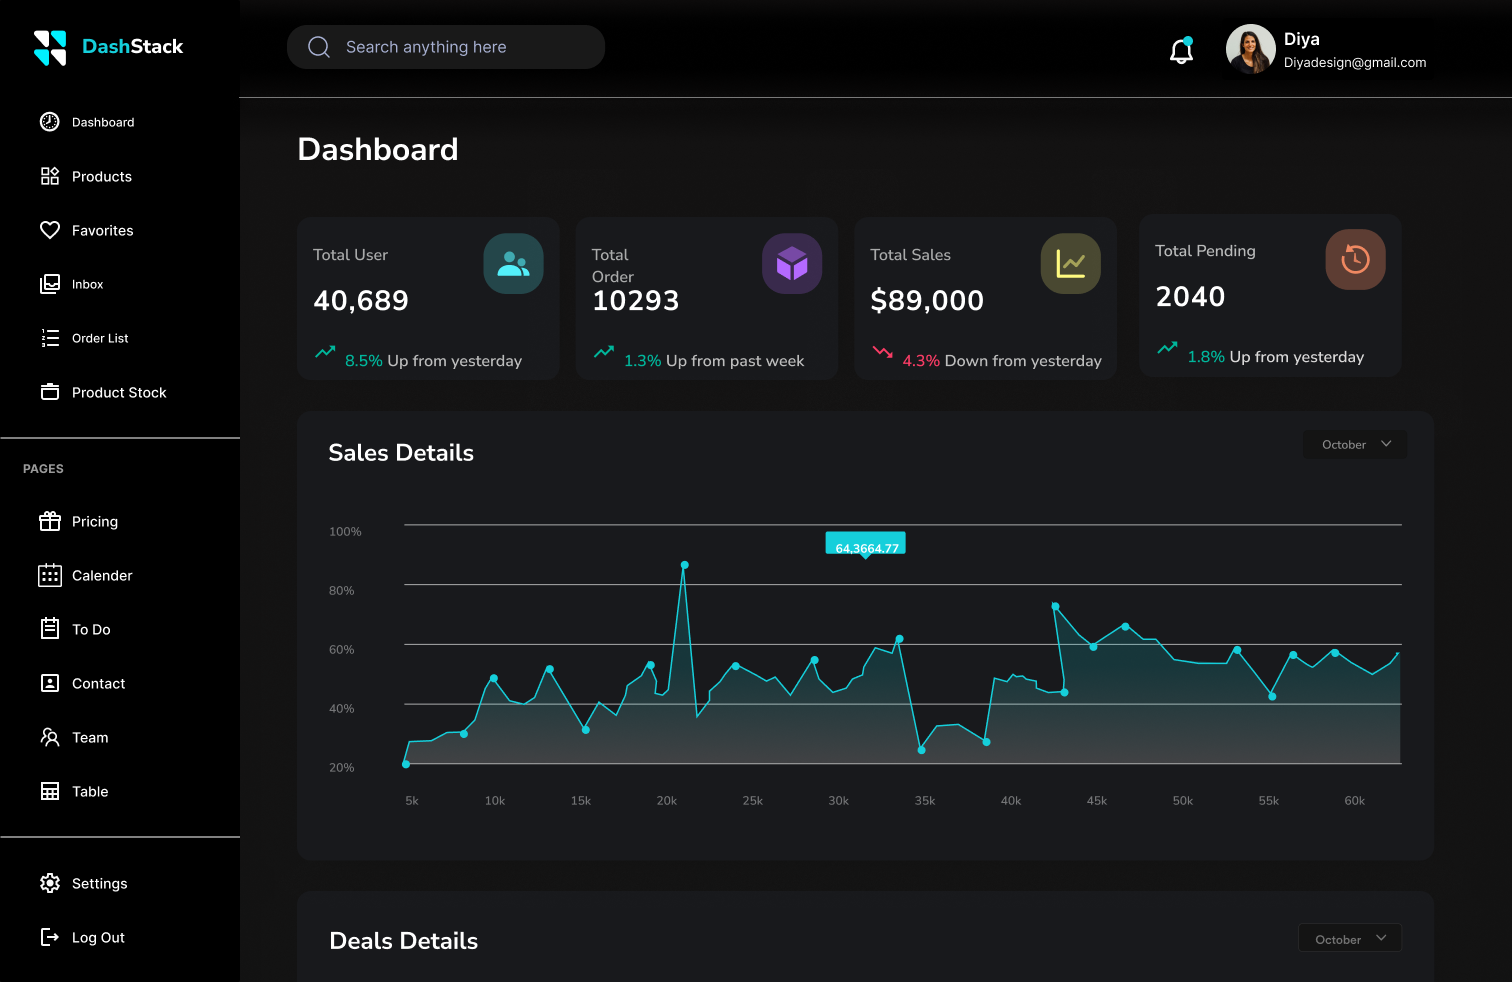 DashStack
Search anything here
Diya
Diyadesign@gmail.com
Dashboard
Products
Favorites
Inbox
Order List
Product Stock
PAGES
Pricing
Calender
To Do
Contact
Team
Table
Settings
Log Out
Dashboard
Total User
40,689
8.5% Up from yesterday
Total
Order
10293
1.3% Up from past week
Total Sales
$89,000
4.3% Down from yesterday
Total Pending
2040
1.8% Up from yesterday
Sales Details
October
100%
80%
60%
40%
20%
64,3664.77
5k 10k 15k 20k 25k 30k 35k 40k 45k 50k 55k 60k
Deals Details
October